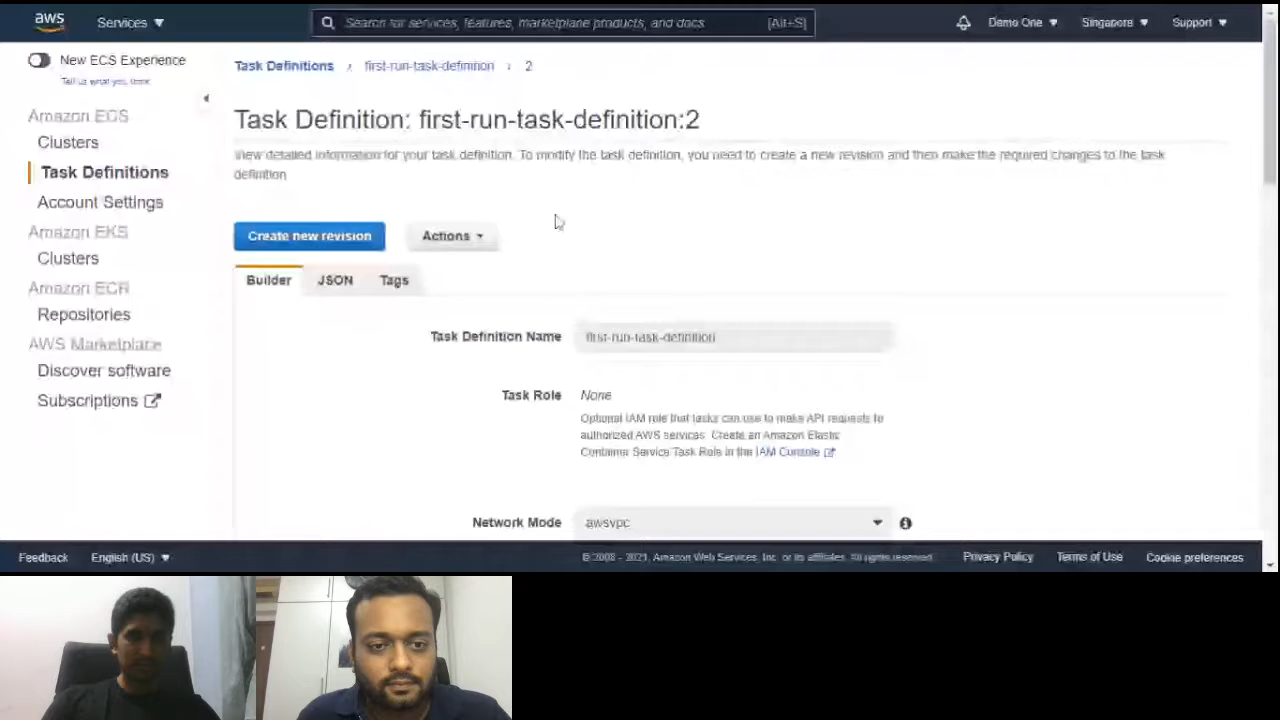 aws
Services
Search for services, features, marketplace products, and docs
[Alt+S]
Demo One
Singapore
Support
New ECS Experience
Tell us what you think
Task Definitions
first-run-task-definition
2
Amazon ECS
Clusters
Task Definitions
Account Settings
Amazon EKS
Clusters
Amazon ECR
Repositories
AWS Marketplace
Discover software
Subscriptions
Task Definition: first-run-task-definition:2
View detailed information for your task definition. To modify the task definition, you need to create a new revision and then make the required changes to the task
definition
Create new revision
Actions
Builder
JSON
Tags
Task Definition Name
first-run-task-definition
Task Role
None
Optional IAM role that tasks can use to make API requests to
authorized AWS services. Create an Amazon Elastic
Container Service Task Role in the IAM Console
Network Mode
awsvpc
Feedback
English (US)
© 2008 - 2021, Amazon Web Services, Inc. or its affiliates. All rights reserved.
Privacy Policy
Terms of Use
Cookie preferences